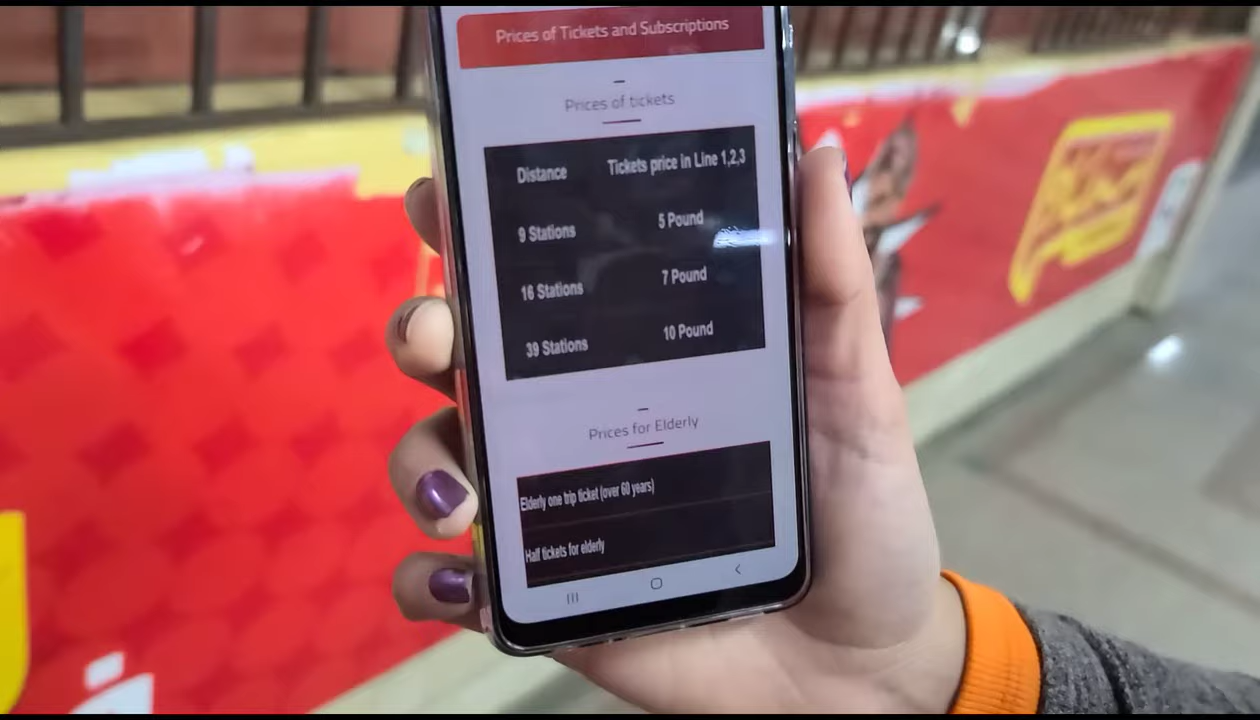 Prices of Tickets and Subscriptions
Prices of tickets
Distance Tickets price in Line 1,2,3
9 Stations 5 Pound
16 Stations 7 Pound
39 Stations 10 Pound
Prices for Elderly
Elderly one trip ticket (over 60 years)
Half tickets for elderly